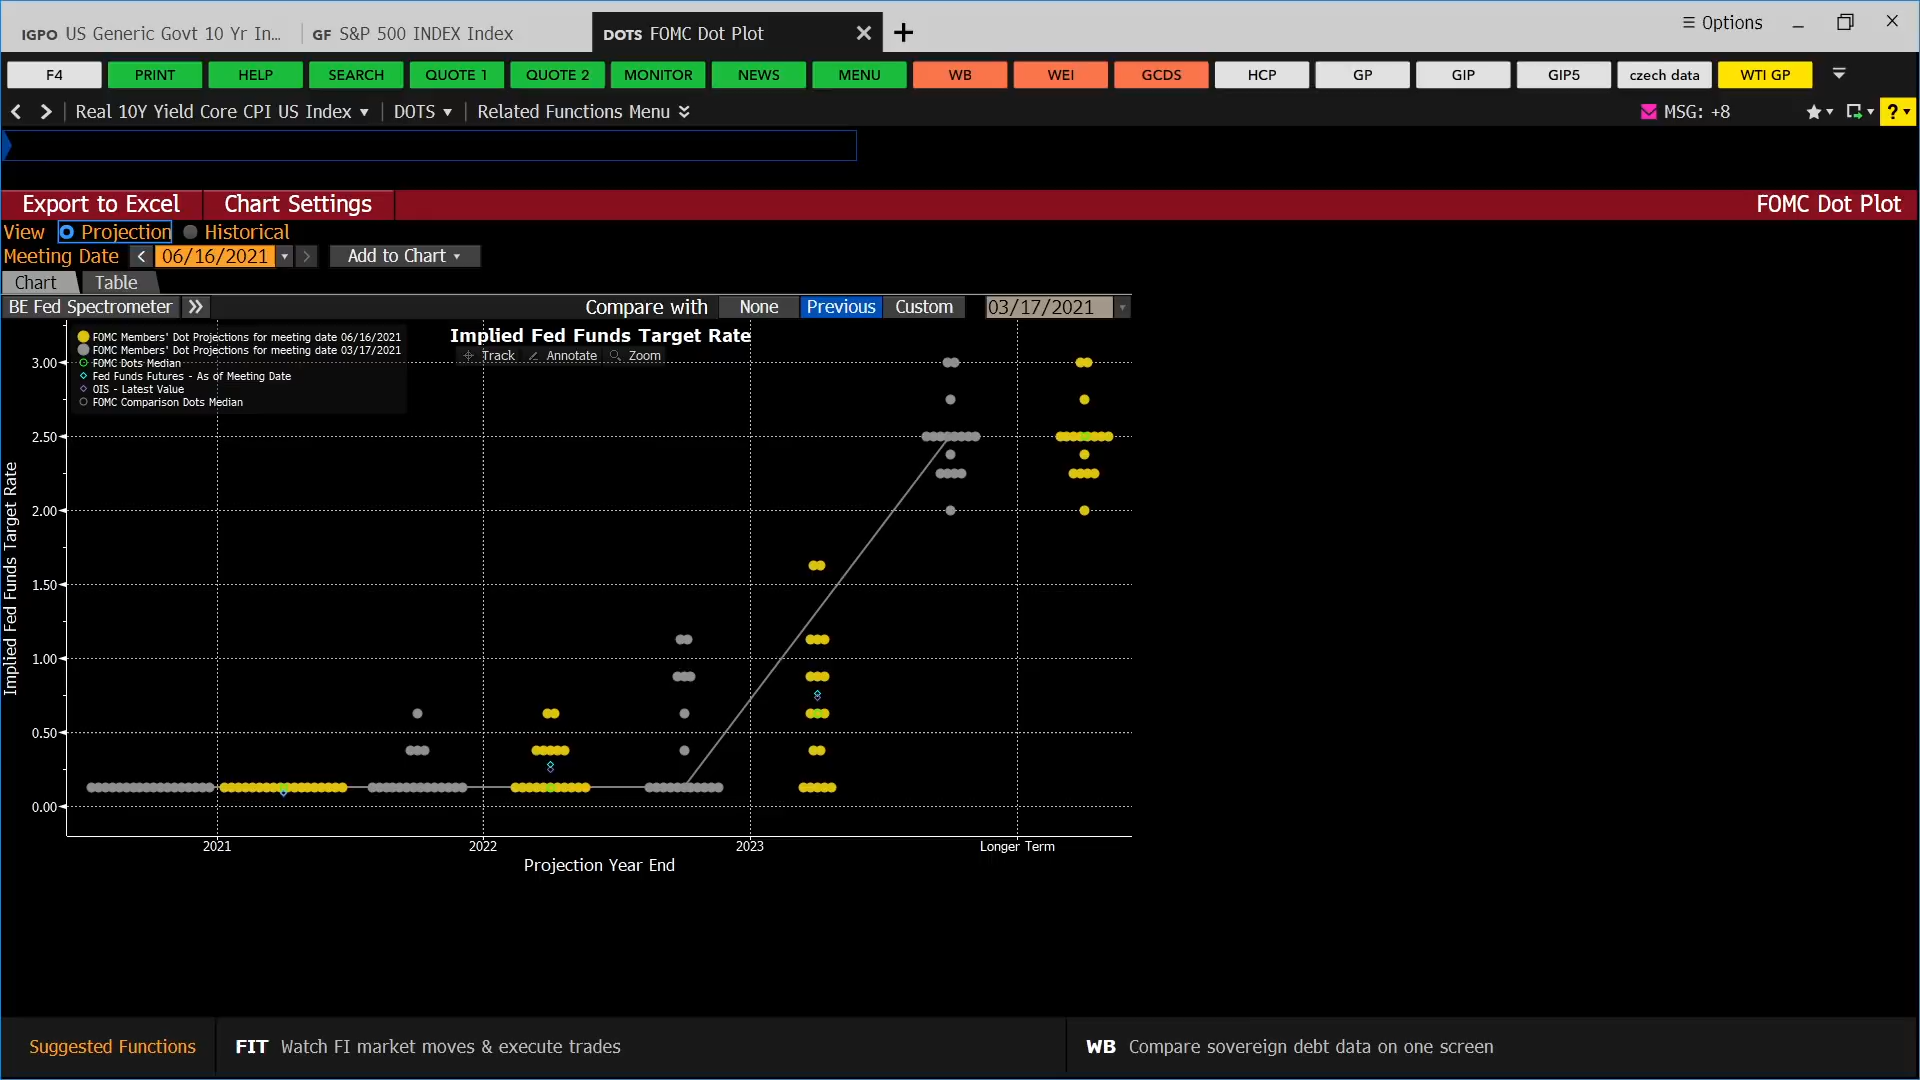 IGPO US Generic Govt 10 Yr In... GF S&P 500 INDEX Index DOTS FOMC Dot Plot Options
F4 PRINT HELP SEARCH QUOTE 1 QUOTE 2 MONITOR NEWS MENU WB WEI GCDS HCP GP GIP GIP5 czech data WTI GP
Real 10Y Yield Core CPI US Index DOTS Related Functions Menu MSG: +8 ?
Export to Excel Chart Settings FOMC Dot Plot
View Projection Historical
Meeting Date < 06/16/2021 > Add to Chart
Chart Table
BE Fed Spectrometer Compare with None Previous Custom 03/17/2021
Implied Fed Funds Target Rate
Track Annotate Zoom
FOMC Members' Dot Projections for meeting date 06/16/2021
FOMC Members' Dot Projections for meeting date 03/17/2021
FOMC Dots Median
Fed Funds Futures - As of Meeting Date
OIS - Latest Value
FOMC Comparison Dots Median
Implied Fed Funds Target Rate
3.00
2.50
2.00
1.50
1.00
0.50
0.00
2021 2022 2023 Longer Term
Projection Year End
Suggested Functions FIT Watch FI market moves & execute trades WB Compare sovereign debt data on one screen